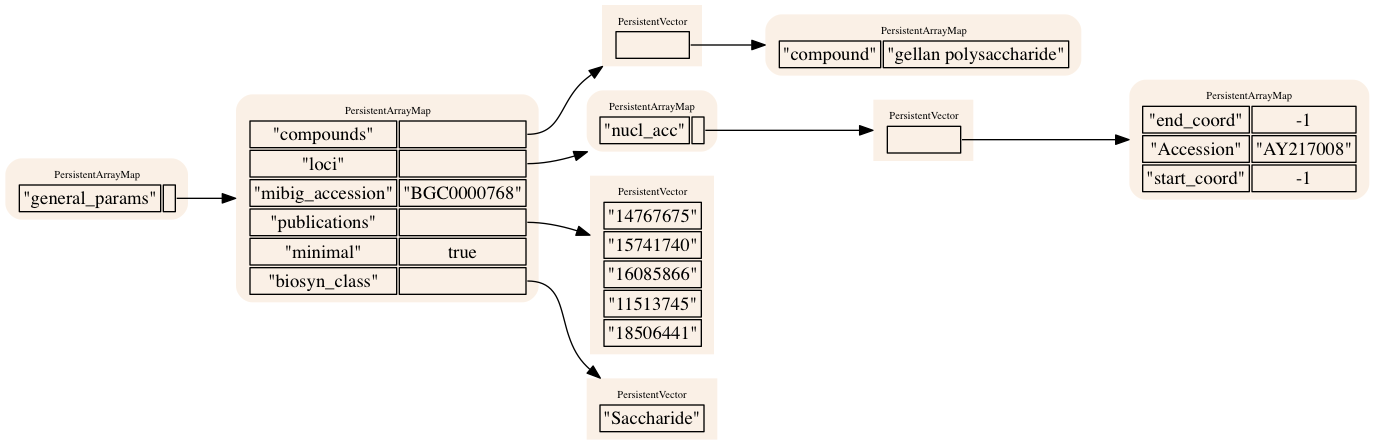 PersistentArrayMap
"general_params"
PersistentArrayMap
"compounds"
"loci"
"mibig_accession" "BGC0000768"
"publications"
"minimal" true
"biosyn_class"
PersistentVector
PersistentArrayMap
"compound" "gellan polysaccharide"
PersistentArrayMap
"nucl_acc"
PersistentVector
PersistentArrayMap
"end_coord" -1
"Accession" "AY217008"
"start_coord" -1
PersistentVector
"14767675"
"15741740"
"16085866"
"11513745"
"18506441"
PersistentVector
"Saccharide"